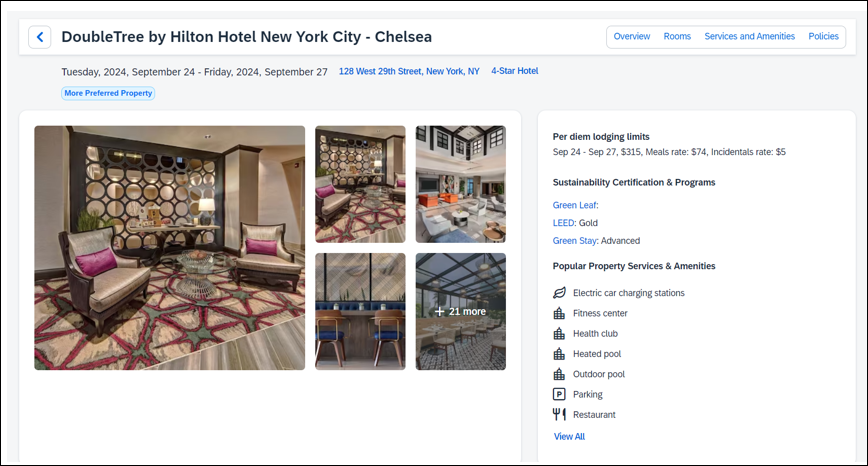 DoubleTree by Hilton Hotel New York City - Chelsea
Overview Rooms Services and Amenities Policies
Tuesday, 2024, September 24 - Friday, 2024, September 27 128 West 29th Street, New York, NY 4-Star Hotel
More Preferred Property
+ 21 more
Per diem lodging limits
Sep 24 - Sep 27, $315, Meals rate: $74, Incidentals rate: $5
Sustainability Certification & Programs
Green Leaf:
LEED: Gold
Green Stay: Advanced
Popular Property Services & Amenities
Electric car charging stations
Fitness center
Health club
Heated pool
Outdoor pool
P Parking
Restaurant
View All